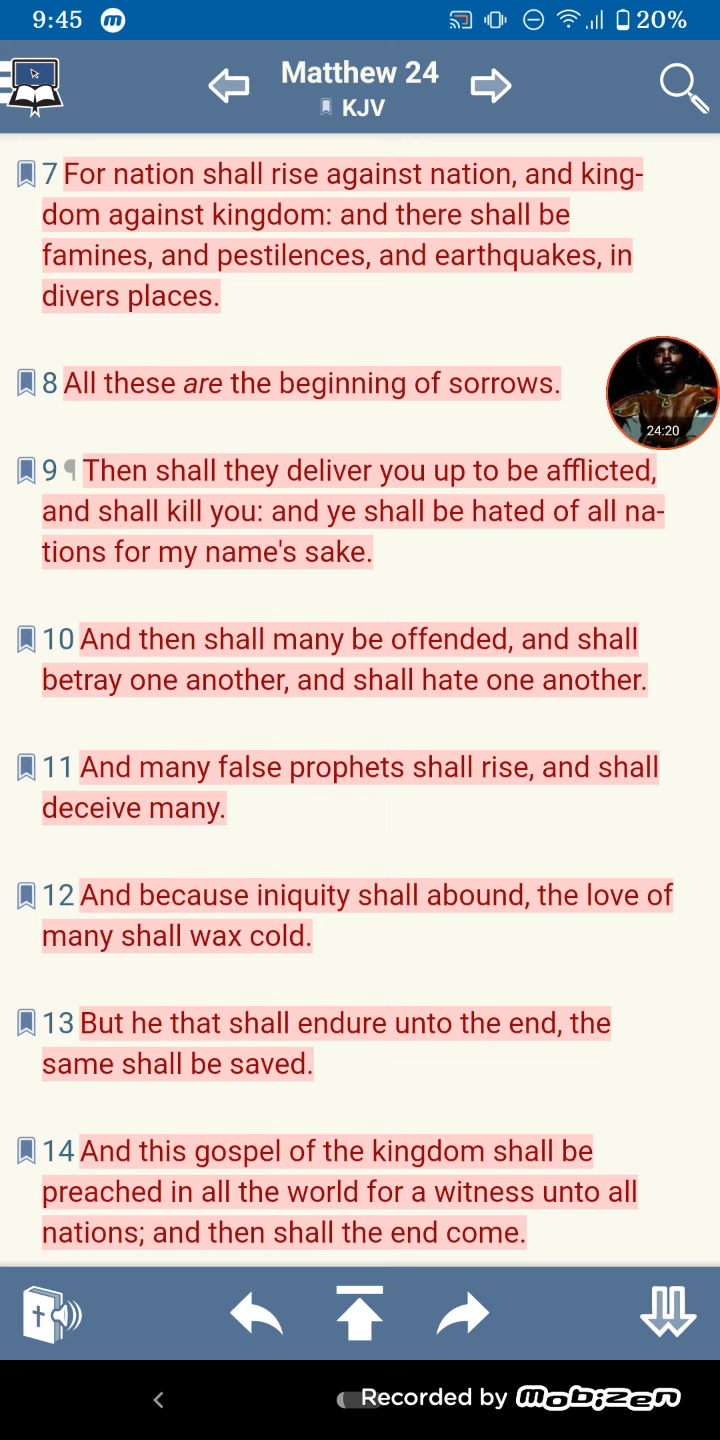 9:45 m 20%
Matthew 24
KJV
7 For nation shall rise against nation, and king-
dom against kingdom: and there shall be
famines, and pestilences, and earthquakes, in
divers places.
8 All these are the beginning of sorrows.
24:20
9 ¶ Then shall they deliver you up to be afflicted,
and shall kill you: and ye shall be hated of all na-
tions for my name's sake.
10 And then shall many be offended, and shall
betray one another, and shall hate one another.
11 And many false prophets shall rise, and shall
deceive many.
12 And because iniquity shall abound, the love of
many shall wax cold.
13 But he that shall endure unto the end, the
same shall be saved.
14 And this gospel of the kingdom shall be
preached in all the world for a witness unto all
nations; and then shall the end come.
Recorded by Mobizen